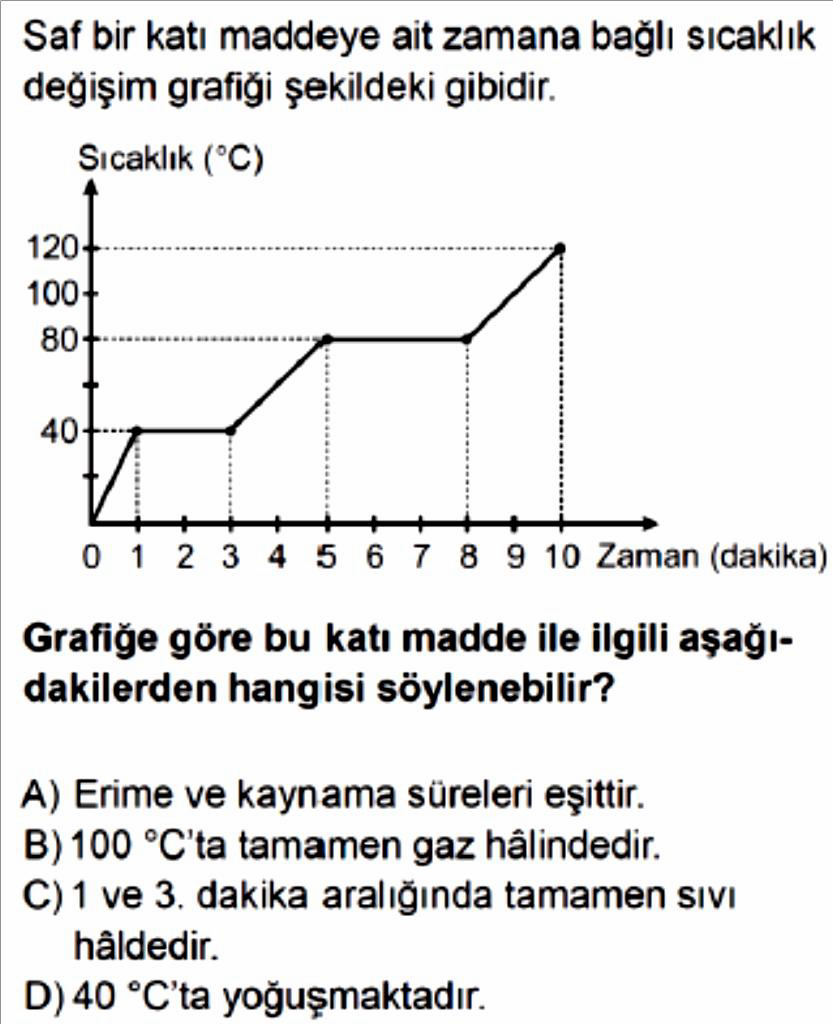 Saf bir katı maddeye ait zamana bağlı sıcaklık
değişim grafiği şekildeki gibidir.
Sıcaklık (°C)
120
100
80
40
0 1 2 3 4 5 6 7 8 9 10 Zaman (dakika)
Grafiğe göre bu katı madde ile ilgili aşağı-
dakilerden hangisi söylenebilir?
A) Erime ve kaynama süreleri eşittir.
B) 100 °C'ta tamamen gaz hâlindedir.
C) 1 ve 3. dakika aralığında tamamen sıvı
hâldedir.
D) 40 °C'ta yoğuşmaktadır.